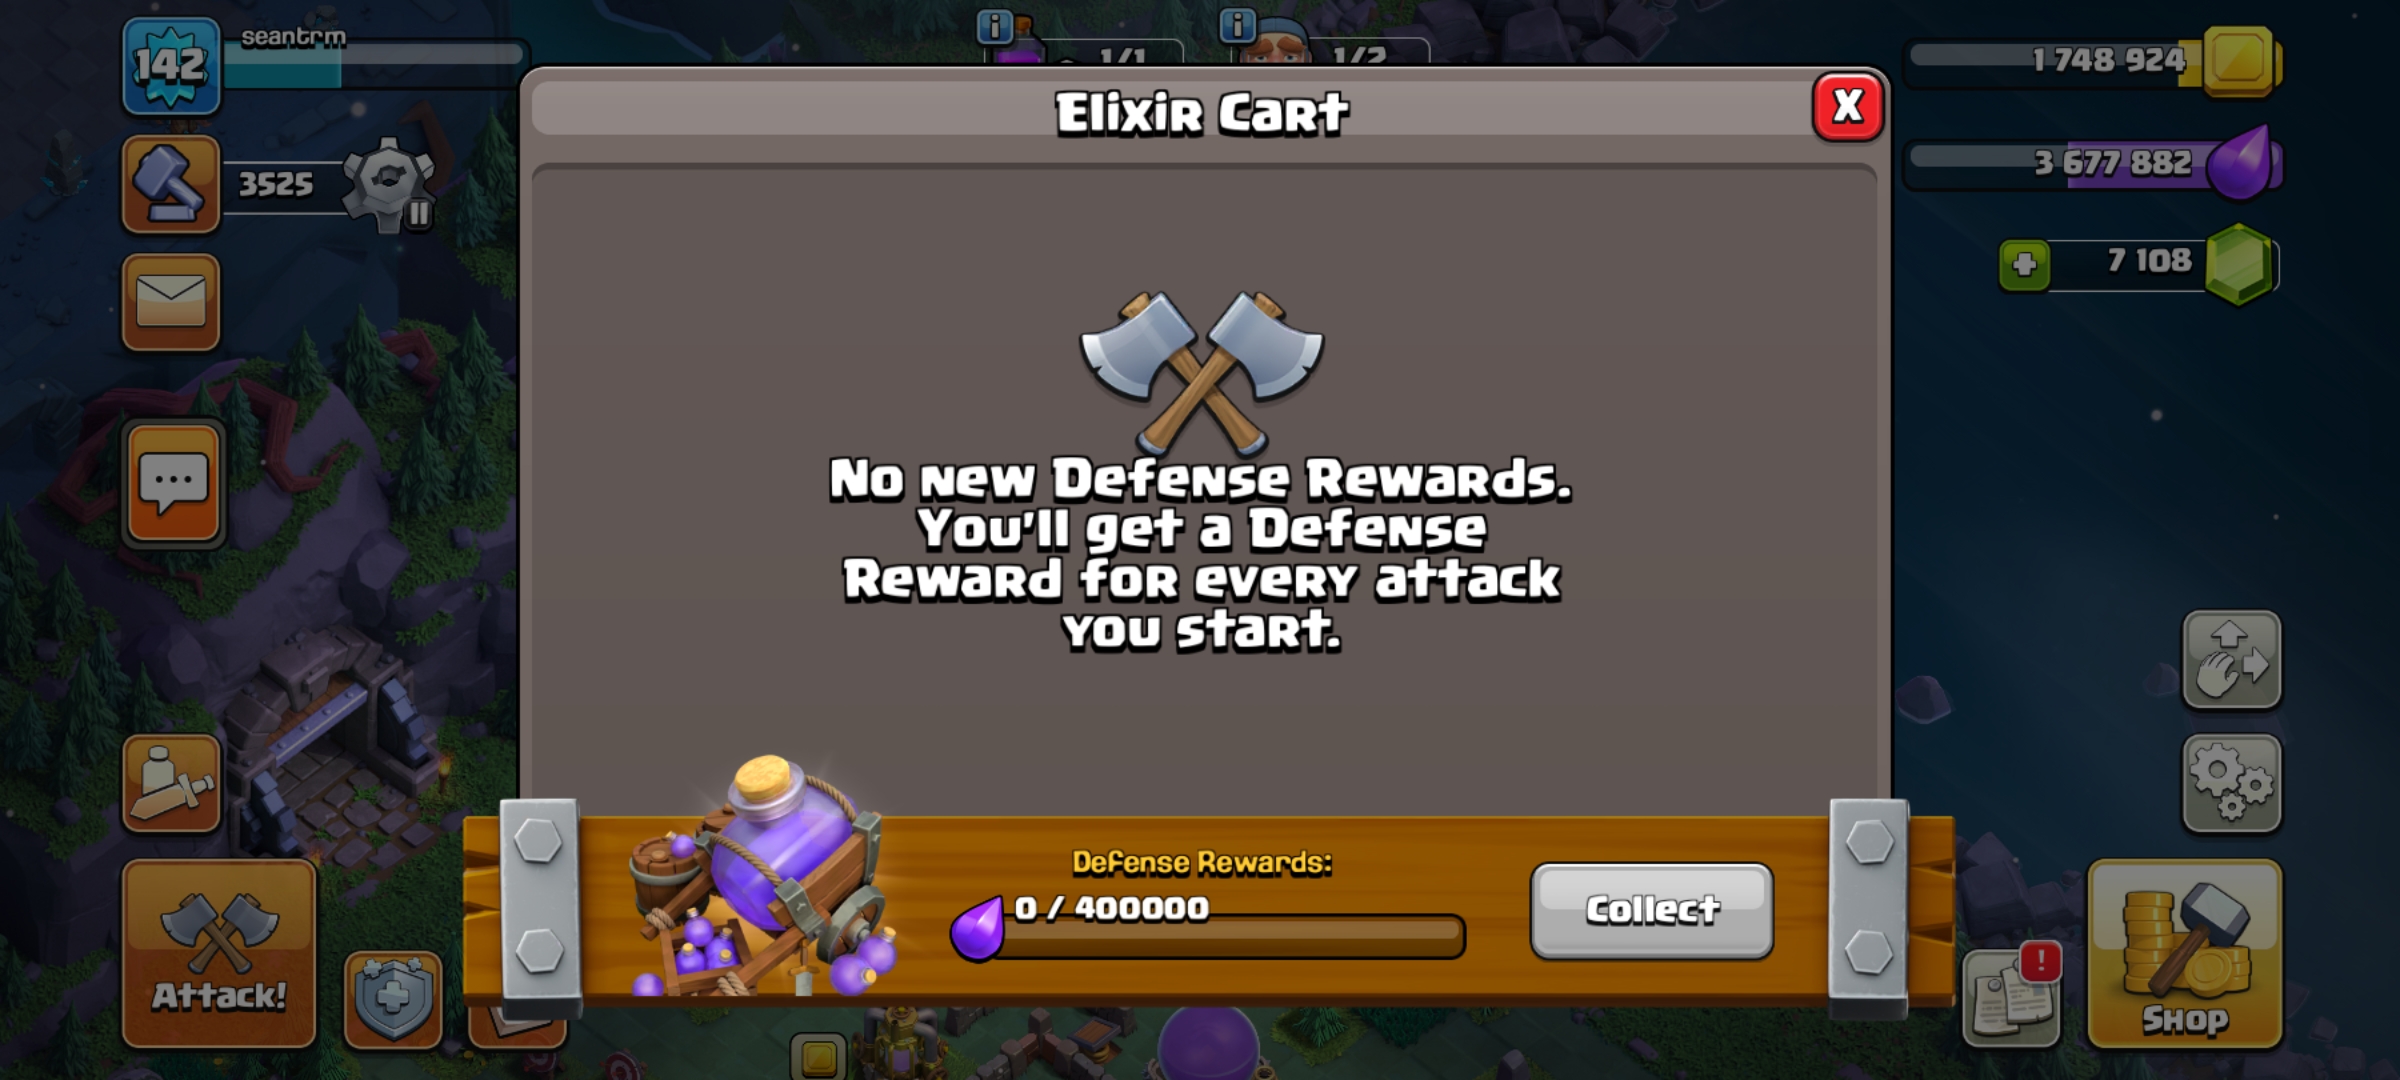 142
seantrm
1/1
1/2
1 748 924
Elixir Cart
X
3525
3 677 882
7 108
No new Defense Rewards.
You'll get a Defense
Reward for every attack
you start.
Defense Rewards:
0 / 400000
Collect
Attack!
!
Shop